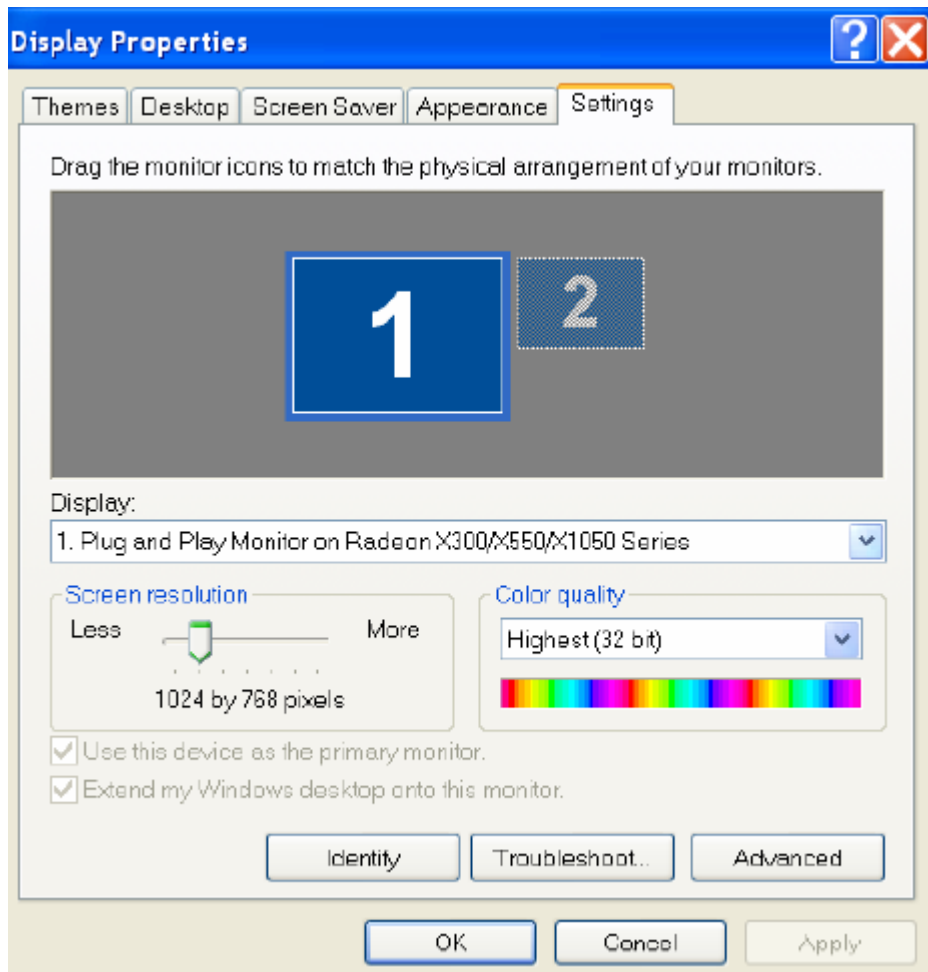 Display Properties
Themes Desktop Screen Saver Appearance Settings
Drag the monitor icons to match the physical arrangement of your monitors.
1 2
Display:
1. Plug and Play Monitor on Radeon X300/X550/X1050 Series
Screen resolution
Less More
1024 by 768 pixels
Color quality
Highest (32 bit)
Use this device as the primary monitor.
Extend my Windows desktop onto this monitor.
Identify Troubleshoot... Advanced
OK Cancel Apply